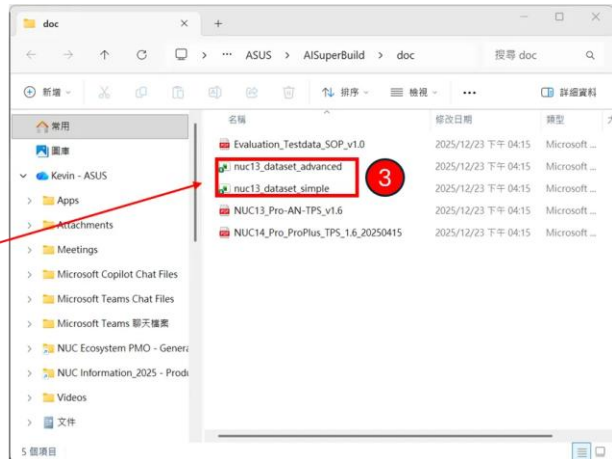 doc
ASUS > AISuperBuild > doc
搜尋 doc
新增
排序
檢視
詳細資料
名稱 修改日期 類型
常用
圖庫
Kevin - ASUS
Apps
Attachments
Meetings
Microsoft Copilot Chat Files
Microsoft Teams Chat Files
Microsoft Teams 聊天檔案
NUC Ecosystem PMO - Genera
NUC Information_2025 - Produ
Videos
文件
Evaluation_Testdata_SOP_v1.0 2025/12/23 下午 04:15 Microsoft ...
nuc13_dataset_advanced 2025/12/23 下午 04:15 Microsoft ...
nuc13_dataset_simple 2025/12/23 下午 04:15 Microsoft ...
NUC13_Pro-AN-TPS_v1.6 2025/12/23 下午 04:15 Microsoft ...
NUC14_Pro_ProPlus_TPS_1.6_20250415 2025/12/23 下午 04:15 Microsoft ...
3
5 個項目